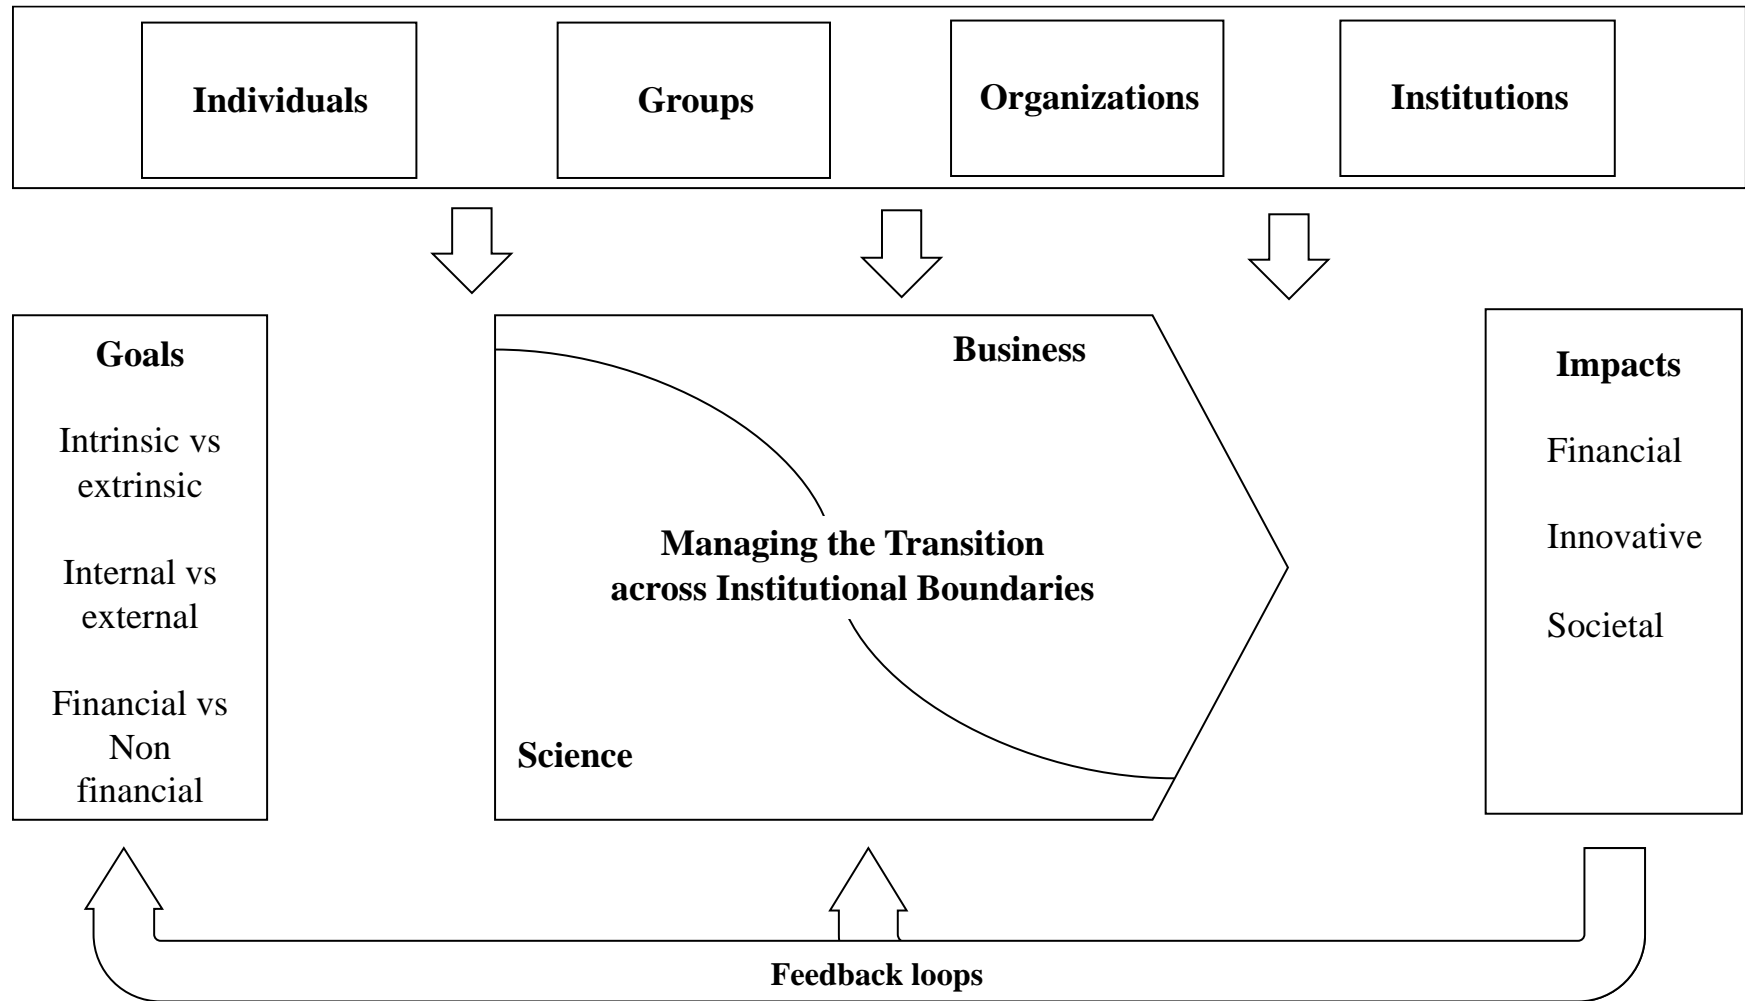 Individuals
Groups
Organizations
Institutions
Goals
Intrinsic vs
extrinsic
Internal vs
external
Financial vs
Non
financial
Business
Managing the Transition
across Institutional Boundaries
Science
Impacts
Financial
Innovative
Societal
Feedback loops